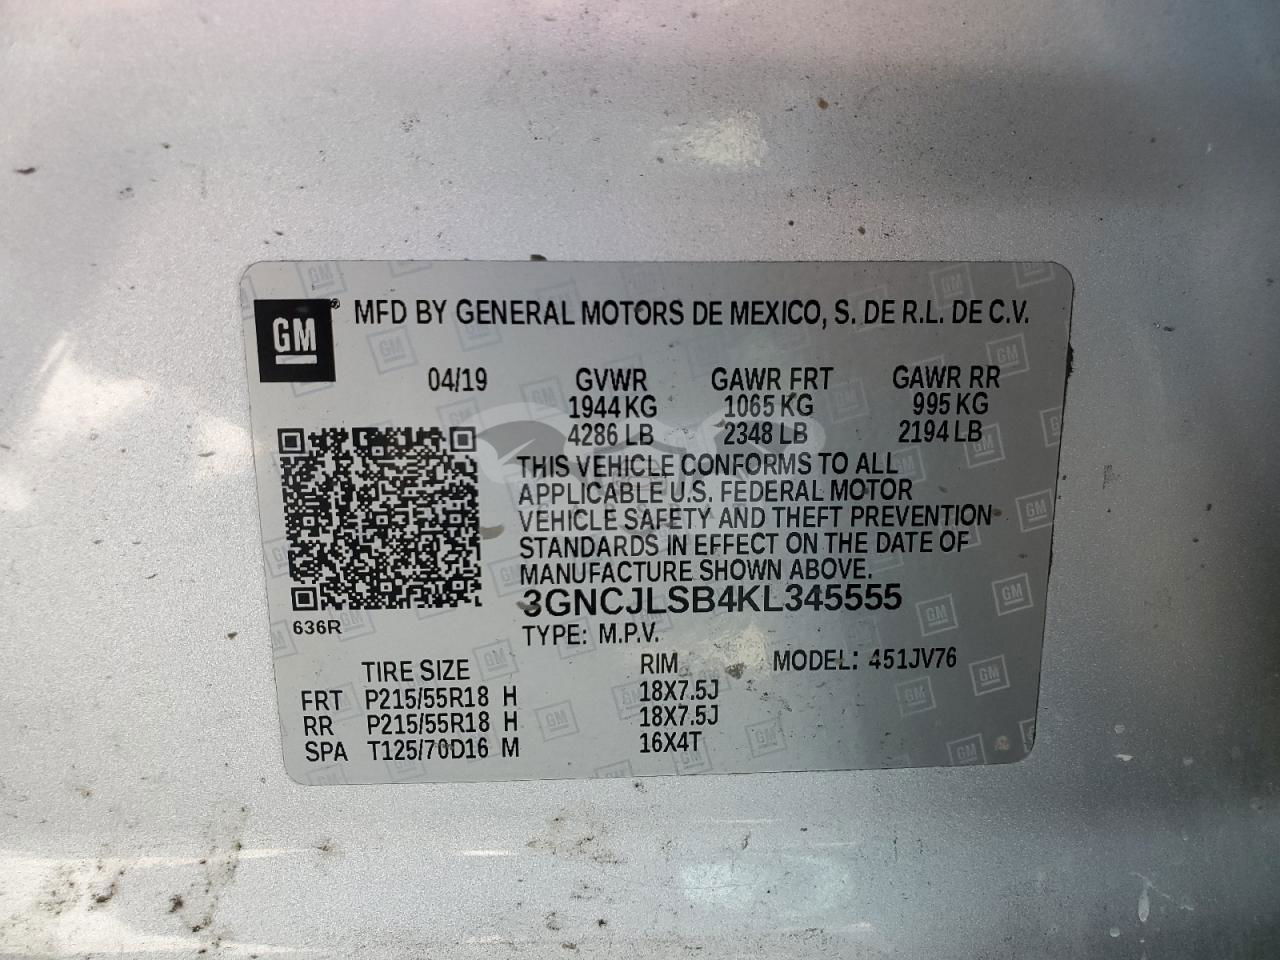 GM® MFD BY GENERAL MOTORS DE MEXICO, S. DE R.L. DE C.V.
04/19 GVWR GAWR FRT GAWR RR
1944 KG 1065 KG 995 KG
4286 LB 2348 LB 2194 LB
THIS VEHICLE CONFORMS TO ALL
APPLICABLE U.S. FEDERAL MOTOR
VEHICLE SAFETY AND THEFT PREVENTION
STANDARDS IN EFFECT ON THE DATE OF
MANUFACTURE SHOWN ABOVE.
3GNCJLSB4KL345555
636R TYPE: M.P.V.
TIRE SIZE RIM MODEL: 451JV76
FRT P215/55R18 H 18X7.5J
RR P215/55R18 H 18X7.5J
SPA T125/70D16 M 16X4T